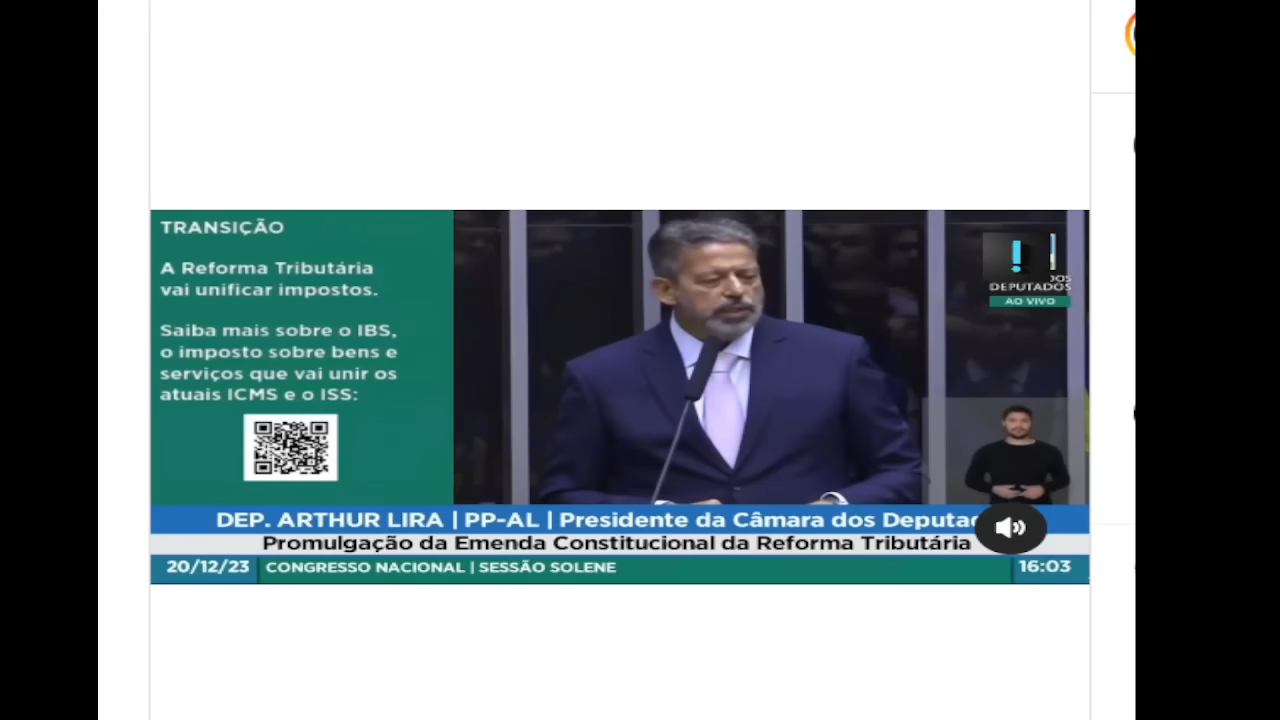 TRANSIÇÃO
A Reforma Tributária
vai unificar impostos.
Saiba mais sobre o IBS,
o imposto sobre bens e
serviços que vai unir os
atuais ICMS e o ISS:
DOS
DEPUTADOS
AO VIVO
DEP. ARTHUR LIRA | PP-AL | Presidente da Câmara dos
Promulgação da Emenda Constitucional da Reforma Tributária
20/12/23 CONGRESSO NACIONAL | SESSÃO SOLENE 16:03